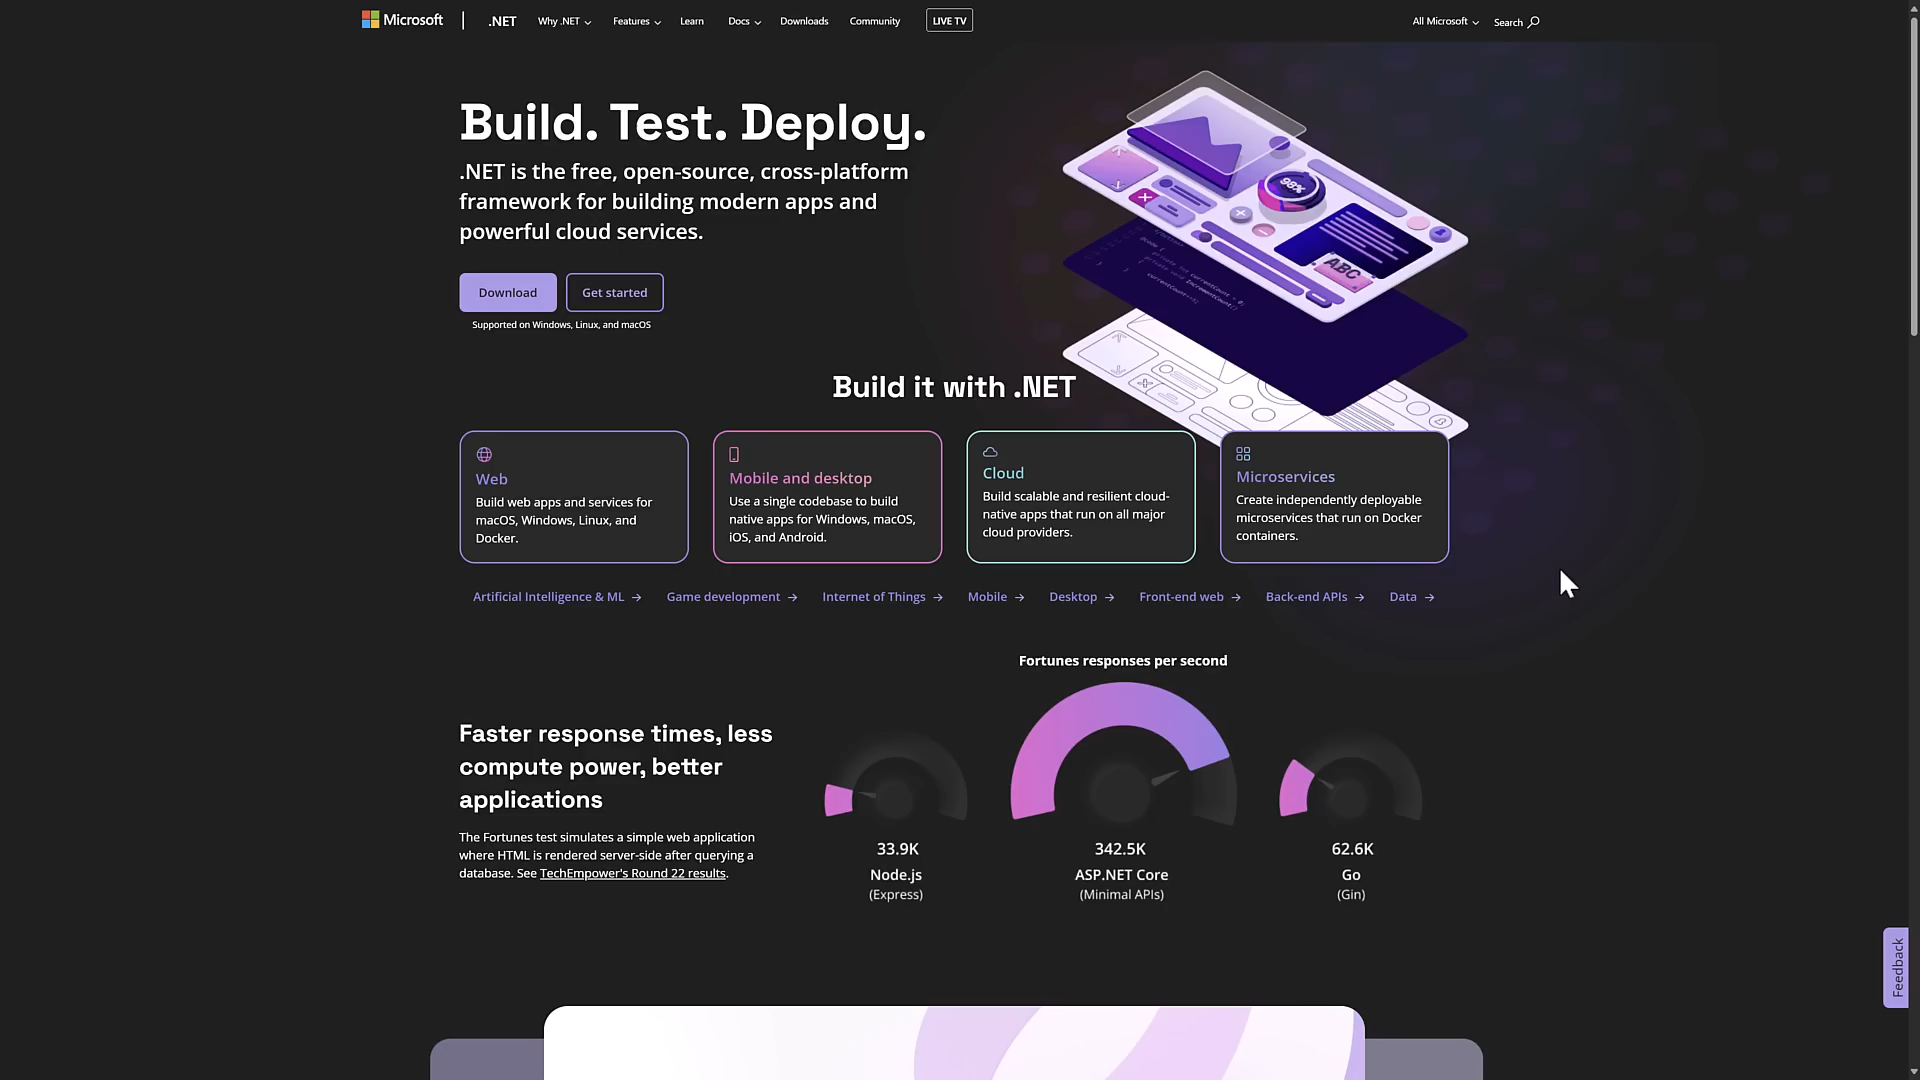 Microsoft
.NET
Why .NET
Features
Learn
Docs
Downloads
Community
LIVE TV
All Microsoft
Search
Build. Test. Deploy.
.NET is the free, open-source, cross-platform
framework for building modern apps and
powerful cloud services.
Download
Get started
Supported on Windows, Linux, and macOS
98%
ABC
private int currentCount = 0;
private void IncrementCount()
currentCount++;
Build it with .NET
Web
Build web apps and services for
macOS, Windows, Linux, and
Docker.
Mobile and desktop
Use a single codebase to build
native apps for Windows, macOS,
iOS, and Android.
Cloud
Build scalable and resilient cloud-
native apps that run on all major
cloud providers.
Microservices
Create independently deployable
microservices that run on Docker
containers.
Artificial Intelligence & ML →
Game development →
Internet of Things →
Mobile →
Desktop →
Front-end web →
Back-end APIs →
Data →
Fortunes responses per second
Faster response times, less
compute power, better
applications
The Fortunes test simulates a simple web application
where HTML is rendered server-side after querying a
database. See TechEmpower's Round 22 results.
33.9K
Node.js
(Express)
342.5K
ASP.NET Core
(Minimal APIs)
62.6K
Go
(Gin)
Feedback